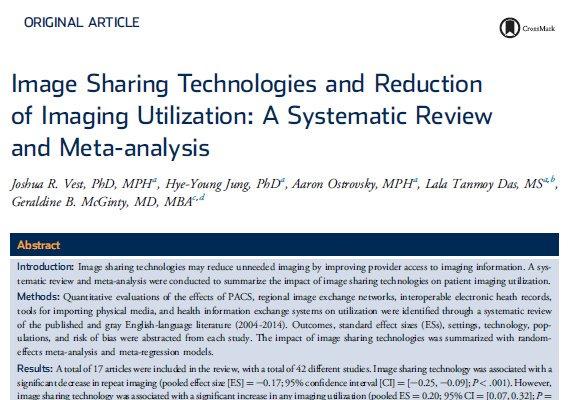 ORIGINAL ARTICLE
CrossMark
Image Sharing Technologies and Reduction
of Imaging Utilization: A Systematic Review
and Meta-analysis
Joshua R. Vest, PhD, MPHa, Hye-Young Jung, PhDa, Aaron Ostrovsky, MPHa, Lala Tanmoy Das, MSa,b,
Geraldine B. McGinty, MD, MBAc,d
Abstract
Introduction: Image sharing technologies may reduce unneeded imaging by improving provider access to imaging information. A sys-
tematic review and meta-analysis were conducted to summarize the impact of image sharing technologies on patient imaging utilization.
Methods: Quantitative evaluations of the effects of PACS, regional image exchange networks, interoperable electronic heath records,
tools for importing physical media, and health information exchange systems on utilization were identified through a systematic review
of the published and gray English-language literature (2004-2014). Outcomes, standard effect sizes (ESs), settings, technology, pop-
ulations, and risk of bias were abstracted from each study. The impact of image sharing technologies was summarized with random-
effects meta-analysis and meta-regression models.
Results: A total of 17 articles were included in the review, with a total of 42 different studies. Image sharing technology was associated with a
significant decrease in repeat imaging (pooled effect size [ES] = −0.17; 95% confidence interval [CI] = [−0.25, −0.09]; P < .001). However,
image sharing technology was associated with a significant increase in any imaging utilization (pooled ES = 0.20; 95% CI = [0.07, 0.32]; P =